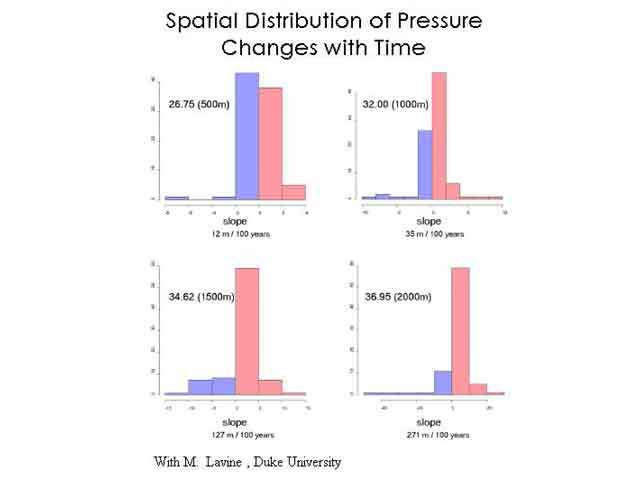 Spatial Distribution of Pressure
Changes with Time
26.75 (500m)
32.00 (1000m)
slope
12 m / 100 years
slope
35 m / 100 years
34.62 (1500m)
36.95 (2000m)
slope
127 m / 100 years
slope
271 m / 100 years
With M. Lavine , Duke University